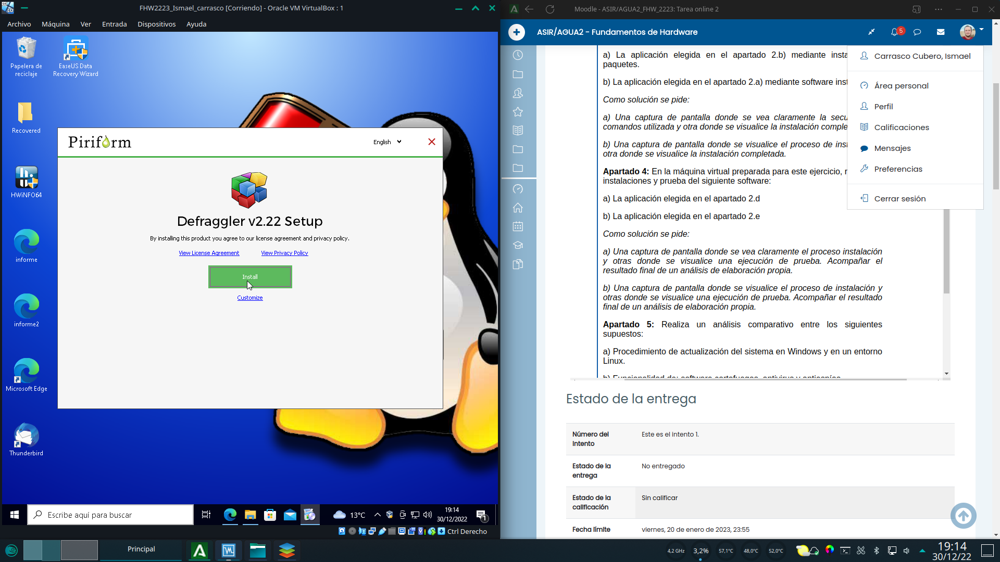 FHW2223_Ismael_carrasco [Corriendo] - Oracle VM VirtualBox : 1
Archivo Máquina Ver Entrada Dispositivos Ayuda
Papelera de reciclaje
EaseUS Data Recovery Wizard
Recovered
HWiNFO64
informe
informe2
Microsoft Edge
Thunderbird
Piriform
English
Defraggler v2.22 Setup
By installing this product you agree to our license agreement and privacy policy.
View License Agreement View Privacy Policy
Install
Customize
Escribe aquí para buscar
13°C
19:14
30/12/2022
1
Ctrl Derecho
Moodle - ASIR/AGUA2_FHW_2223: Tarea online 2
ASIR/AGUA2 - Fundamentos de Hardware
5
Carrasco Cubero, Ismael
Área personal
Perfil
Calificaciones
Mensajes
Preferencias
Cerrar sesión
a) La aplicación elegida en el apartado 2.b) mediante insta
paquetes.
b) La aplicación elegida en el apartado 2.a) mediante software inst
Como solución se pide:
a) Una captura de pantalla donde se vea claramente la secu
comandos utilizada y otra donde se visualice la instalación comple
b) Una captura de pantalla donde se visualice el proceso de inst
otra donde se visualice la instalación completada.
Apartado 4: En la máquina virtual preparada para este ejercicio, r
instalaciones y prueba del siguiente software:
a) La aplicación elegida en el apartado 2.d
b) La aplicación elegida en el apartado 2.e
Como solución se pide:
a) Una captura de pantalla donde se vea claramente el proceso instalación
y otras donde se visualice una ejecución de prueba. Acompañar el
resultado final de un análisis de elaboración propia.
b) Una captura de pantalla donde se visualice el proceso de instalación y
otras donde se visualice una ejecución de prueba. Acompañar el resultado
final de un análisis de elaboración propia.
Apartado 5: Realiza un análisis comparativo entre los siguientes
supuestos:
a) Procedimiento de actualización del sistema en Windows y en un entorno
Linux.
b) Funcionalidad de: software cortafuegos, antivirus y antiespías.
Estado de la entrega
Número del intento
Este es el intento 1.
Estado de la entrega
No entregado
Estado de la calificación
Sin calificar
Fecha límite
viernes, 20 de enero de 2023, 23:55
Principal
4,2 GHz 3,2% 57,1°C 48,0°C 52,0°C
19:14
30/12/22